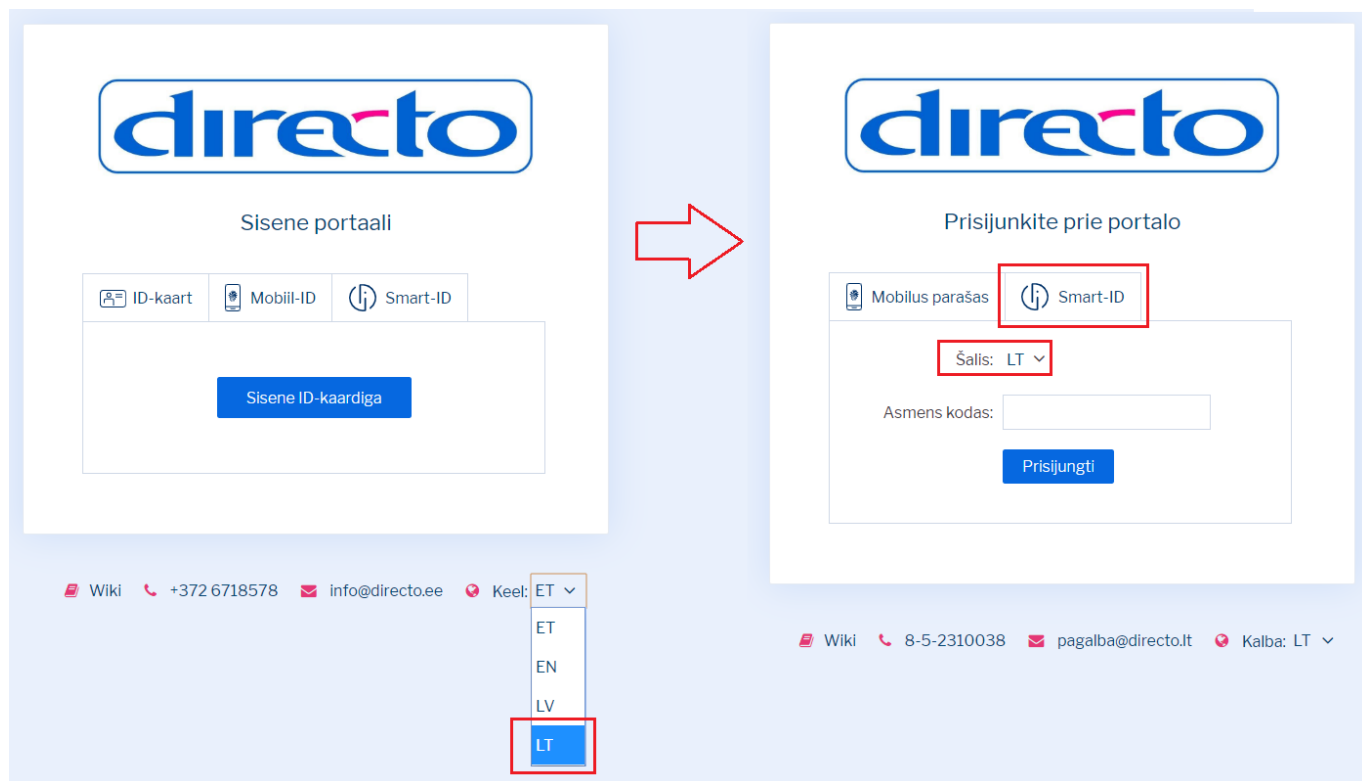 directo
Sisene portaali
ID-kaart Mobiil-ID Smart-ID
Sisene ID-kaardiga
Wiki +372 6718578 info@directo.ee Keel: ET
ET
EN
LV
LT
directo
Prisijunkite prie portalo
Mobilus parašas Smart-ID
Šalis: LT
Asmens kodas:
Prisijungti
Wiki 8-5-2310038 pagalba@directo.lt Kalba: LT